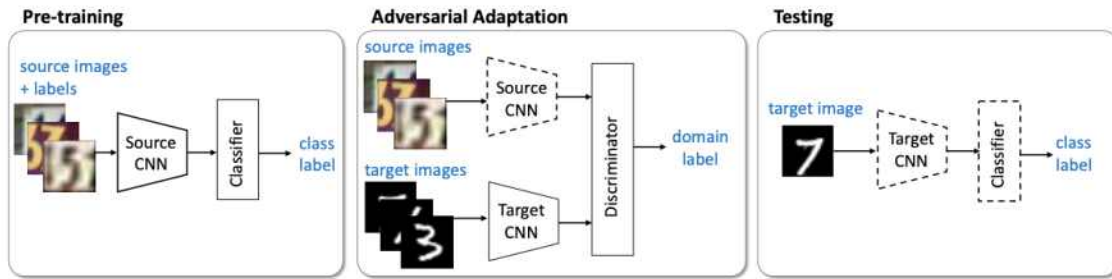 Pre-training
source images
+ labels
Source
CNN
Classifier
class
label
Adversarial Adaptation
source images
Source
CNN
target images
Target
CNN
Discriminator
domain
label
Testing
target image
7
Target
CNN
Classifier
class
label